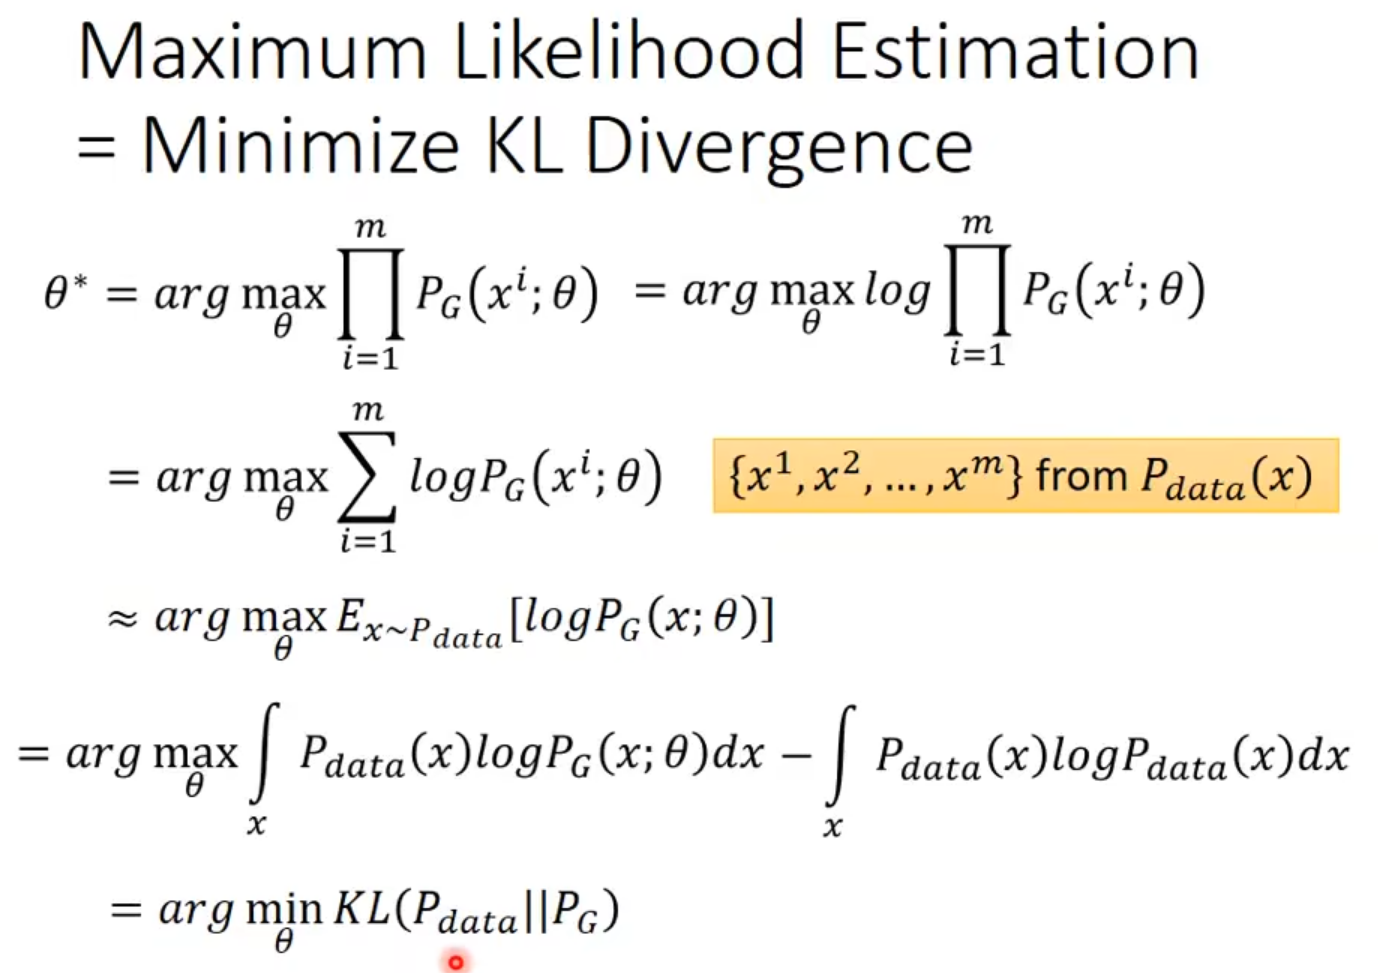 Maximum Likelihood Estimation
= Minimize KL Divergence
θ* = arg max_θ ∏_{i=1}^{m} P_G(x^i; θ) = arg max_θ log ∏_{i=1}^{m} P_G(x^i; θ)
= arg max_θ ∑_{i=1}^{m} logP_G(x^i; θ) {x^1, x^2, …, x^m} from P_data(x)
≈ arg max_θ E_{x~P_data}[logP_G(x; θ)]
= arg max_θ ∫_x P_data(x)logP_G(x; θ)dx − ∫_x P_data(x)logP_data(x)dx
= arg min_θ KL(P_data||P_G)